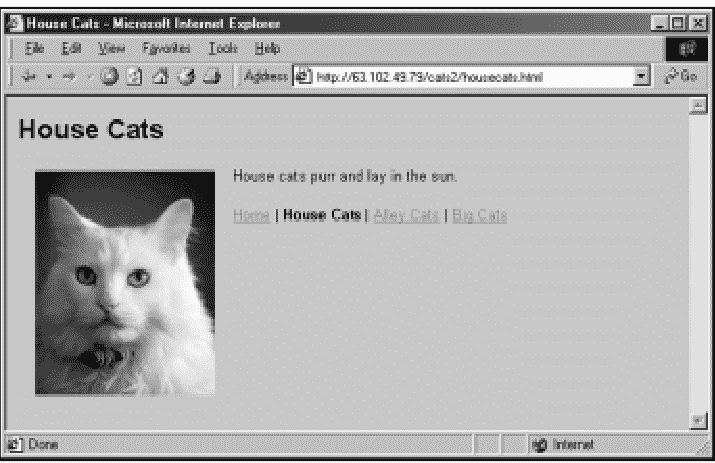 House Cats - Microsoft Internet Explorer
File Edit View Favorites Tools Help
Address http://63.102.49.79/cats2/housecats.html Go
House Cats
House cats purr and lay in the sun.
Home | House Cats | Alley Cats | Big Cats
Done Internet